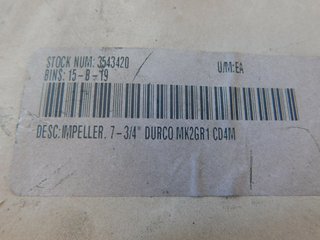 STOCK NUM: 3543420
U/M:EA
BINS: 15-B-19
DESC:IMPELLER, 7-3/4" DURCO MK2GR1 CD4M